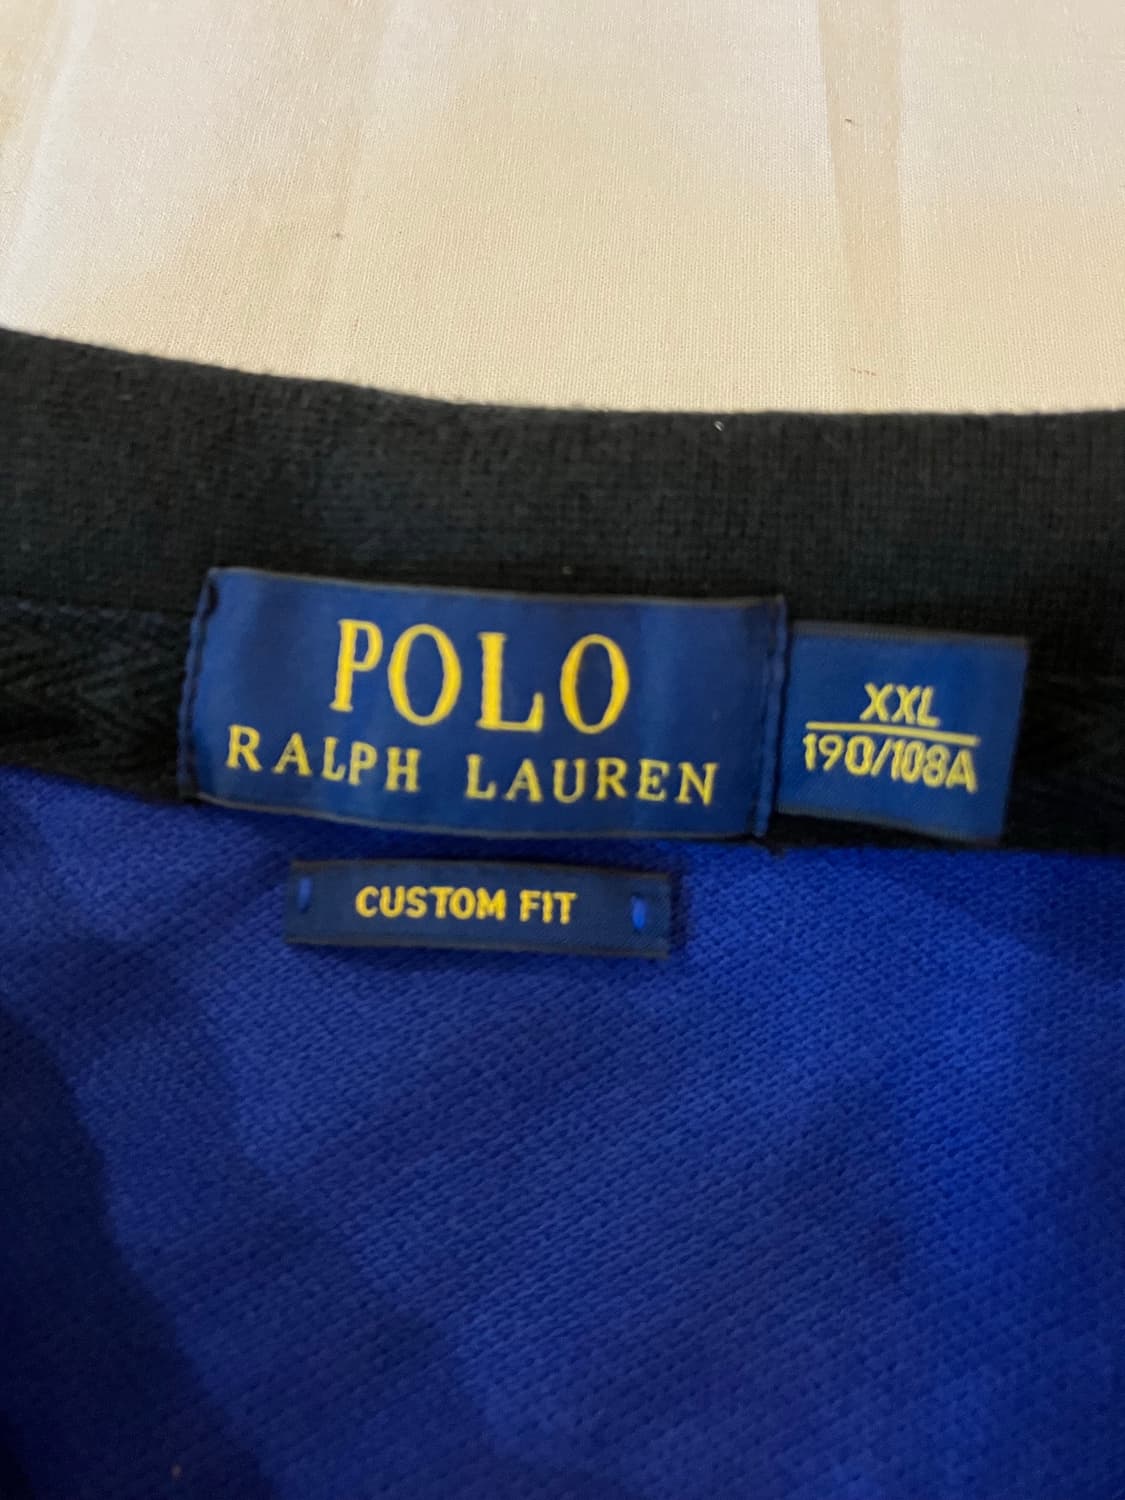 POLO
RALPH LAUREN
XXL
190/108A
CUSTOM FIT